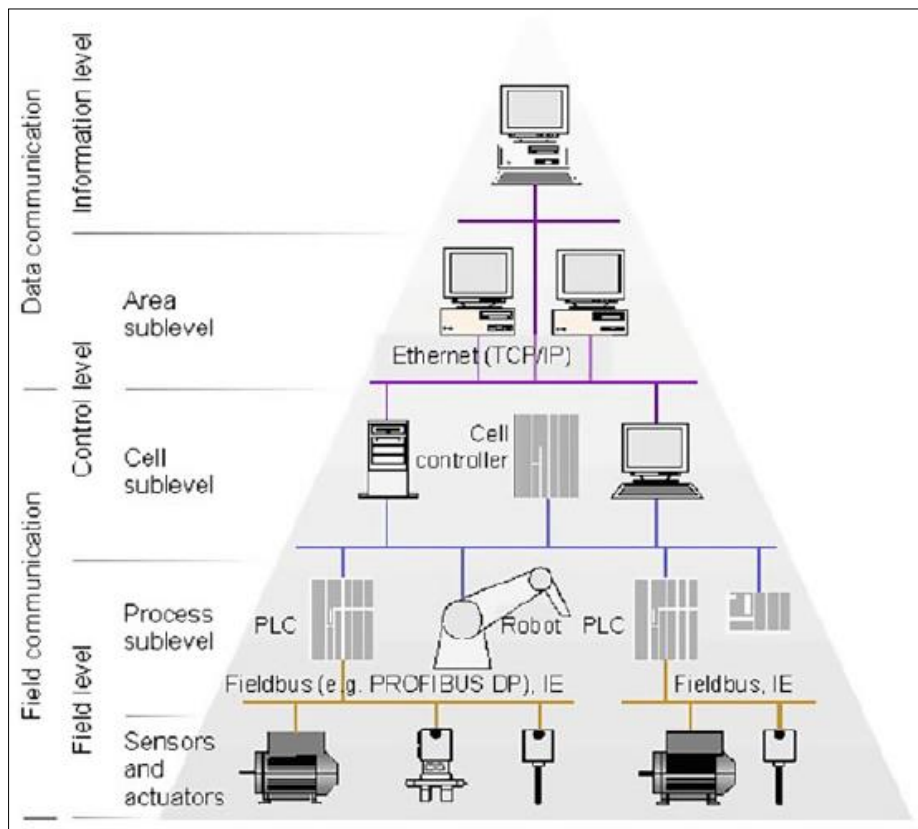 Data communication
Information level
Area
sublevel
Ethernet (TCP/IP)
Control level
Cell
sublevel
Cell
controller
Field communication
Process
sublevel
PLC
Robot
PLC
Field level
Fieldbus (e.g. PROFIBUS DP), IE
Fieldbus, IE
Sensors
and
actuators